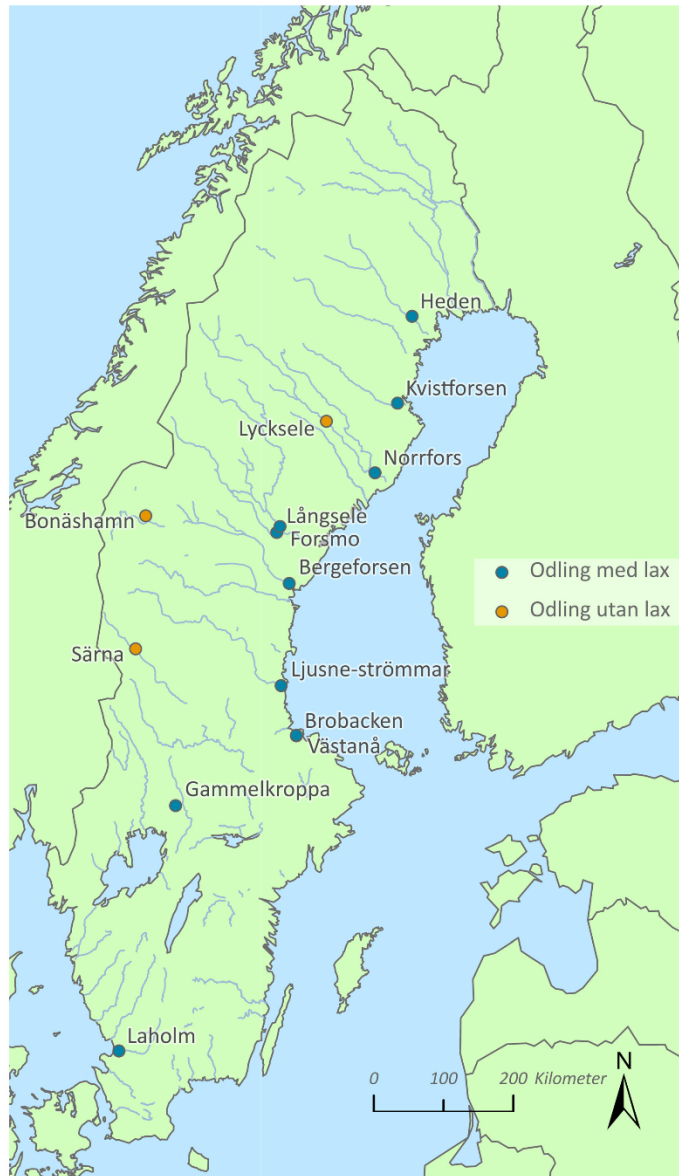 Heden
Kvistforsen
Lycksele
Norrfors
Bonäshamn
Långsele
Forsmo
Bergeforsen
Odling med lax
Odling utan lax
Särna
Ljusne-strömmar
Brobacken
Västanå
Gammelkroppa
Laholm
N
0 100 200 Kilometer